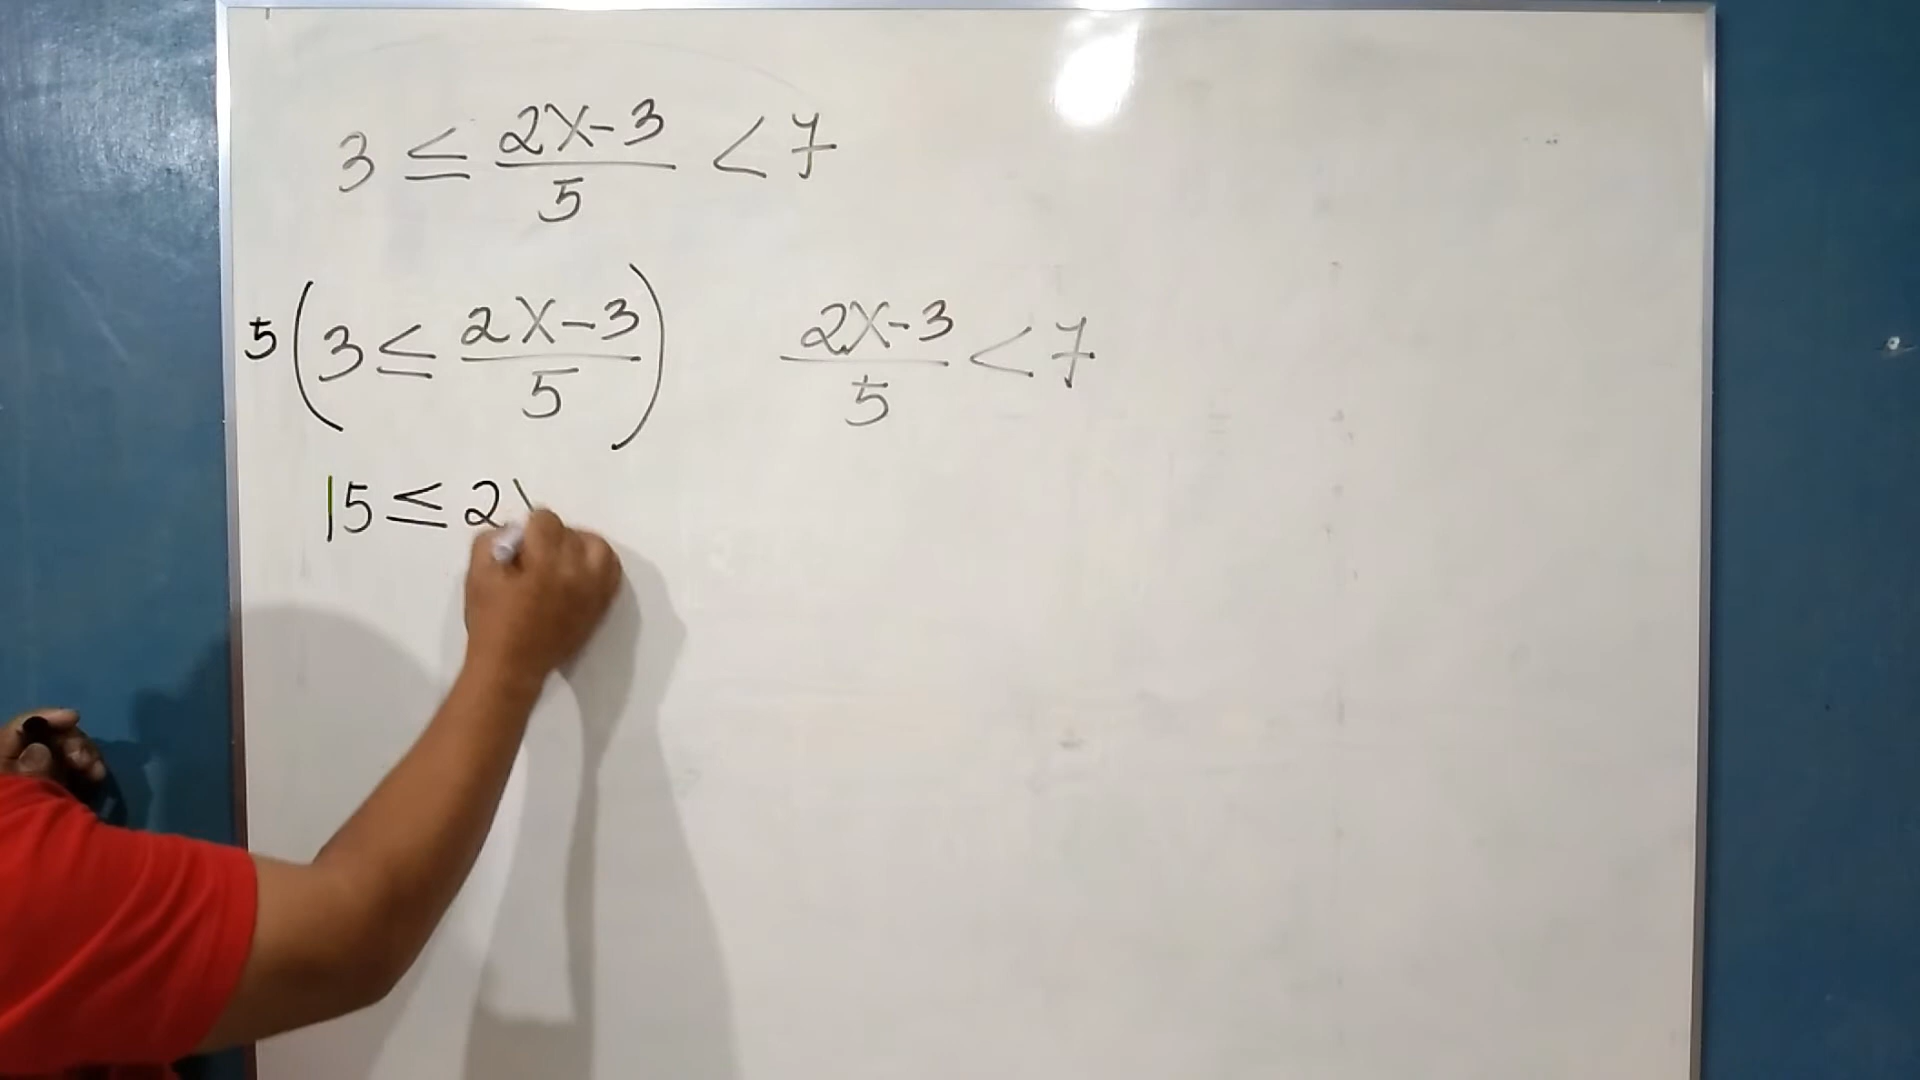 3 ≤ (2x-3)/5 < 7
5(3 ≤ (2x-3)/5) (2x-3)/5 < 7
15 ≤ 2